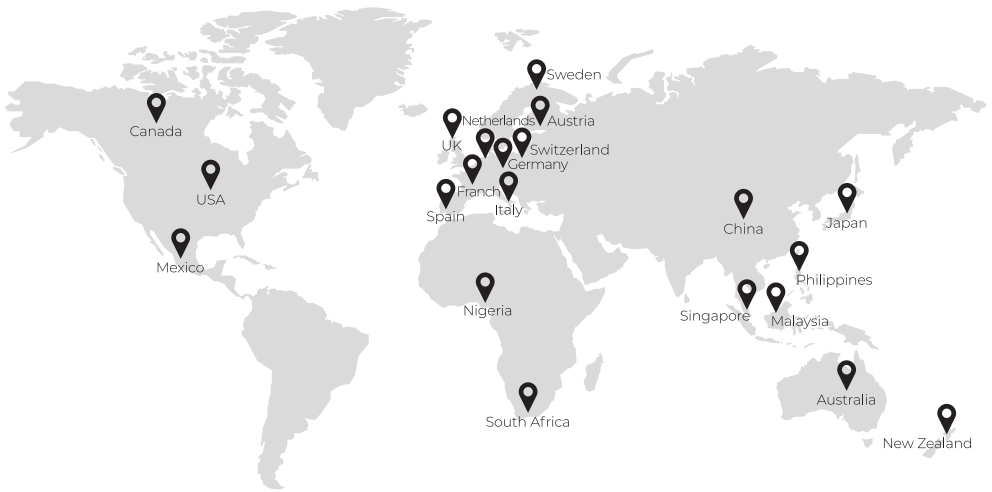 Sweden
Canada
Netherlands
Austria
UK
Switzerland
Germany
Franch
USA
Italy
Spain
China
Japan
Mexico
Philippines
Nigeria
Singapore
Malaysia
Australia
South Africa
New Zealand